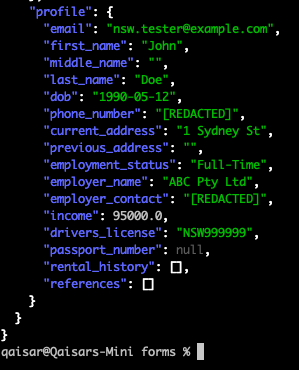 "profile": {
"email": "nsw.tester@example.com",
"first_name": "John",
"middle_name": "",
"last_name": "Doe",
"dob": "1990-05-12",
"phone_number": "[REDACTED]",
"current_address": "1 Sydney St",
"previous_address": "",
"employment_status": "Full-Time",
"employer_name": "ABC Pty Ltd",
"employer_contact": "[REDACTED]",
"income": 95000.0,
"drivers_license": "NSW999999",
"passport_number": null,
"rental_history": [],
"references": []
}
}
}
qaisar@Qaisars-Mini forms %